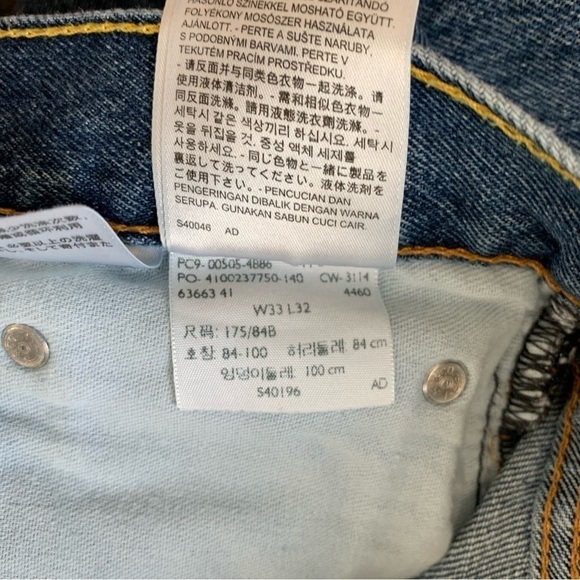 HASONLÓ SZÍNEKKEL MOSHATÓ EGYÜTT.
FOLYÉKONY MOSÓSZER HASZNÁLATA
AJÁNLOTT. - PERTE A SUŠTE NARUBY,
S PODOBNÝMI BARVAMI. PERTE V
TEKUTÉM PRACÍM PROSTŘEDKU.
- 请反面并与同类色衣物一起洗涤。请
使用液体清洁剂。- 需和相似色衣物一
同反面洗滌。請用液態洗衣劑洗滌。-
세탁시 같은 색상끼리 하십시요. 세탁시
옷을 뒤집을 것. 중성 액체 세제를
사용하세요. - 同じ色物と一緒に製品を
裏返して洗ってください。液体洗剤をご
使用下さい。- PENCUCIAN DAN
PENGERINGAN DIBALIK DENGAN WARNA
SERUPA. GUNAKAN SABUN CUCI CAIR.
S40046 AD
PC9- 00505-4886
PO- 4100237750-140 CW-3114
63663 41 4460
W33 L32
尺码: 175/84B
호칭: 84-100 허리둘레: 84 cm
엉덩이둘레: 100 cm
S40196 AD